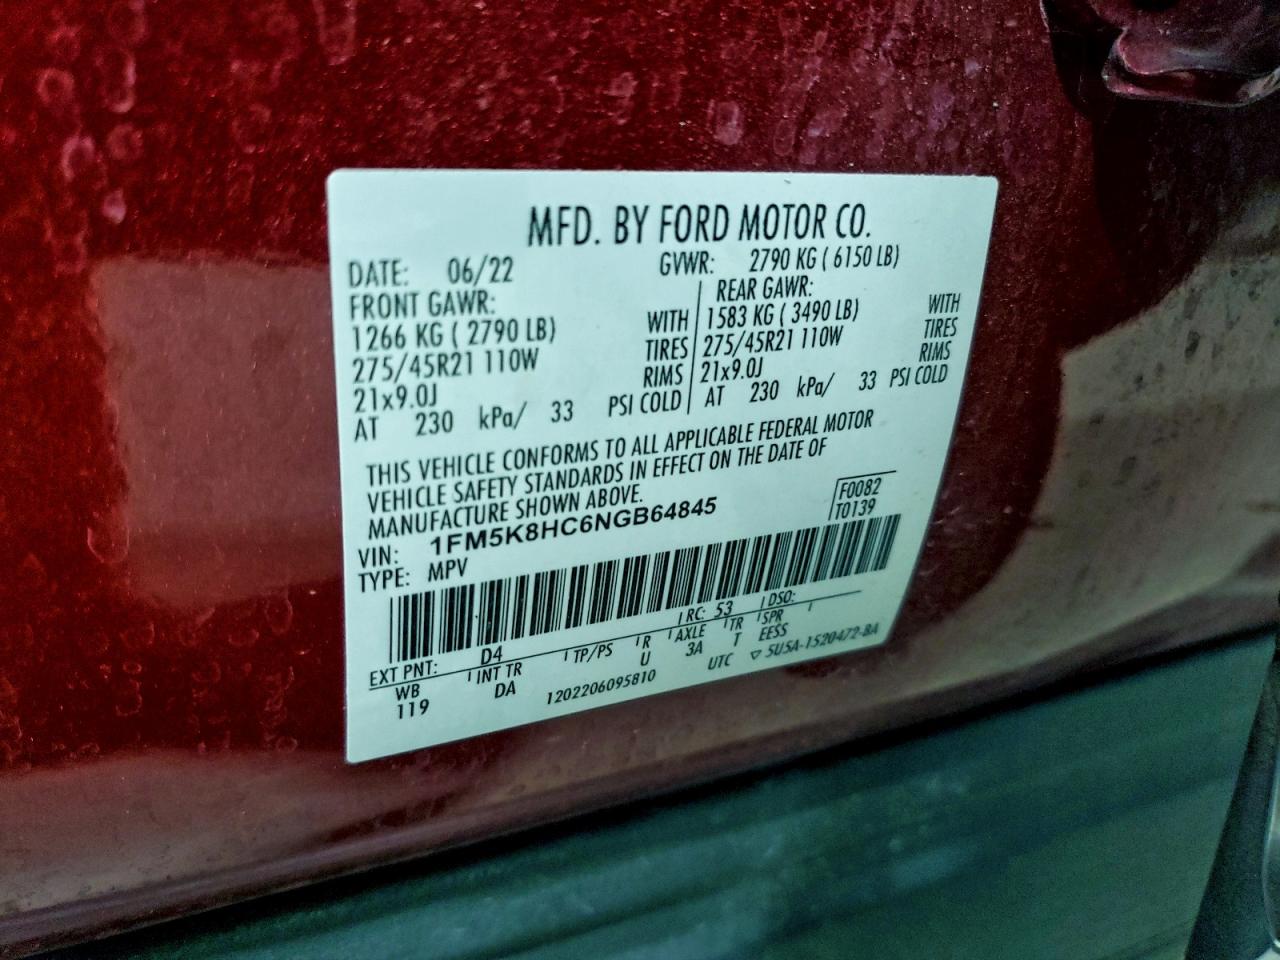 MFD. BY FORD MOTOR CO.
DATE: 06/22 GVWR: 2790 KG ( 6150 LB)
FRONT GAWR: REAR GAWR:
1266 KG ( 2790 LB) WITH 1583 KG ( 3490 LB) WITH
275/45R21 110W TIRES 275/45R21 110W TIRES
21x9.0J RIMS 21x9.0J RIMS
AT 230 kPa/ 33 PSI COLD AT 230 kPa/ 33 PSI COLD
THIS VEHICLE CONFORMS TO ALL APPLICABLE FEDERAL MOTOR
VEHICLE SAFETY STANDARDS IN EFFECT ON THE DATE OF
MANUFACTURE SHOWN ABOVE.
F0082
VIN: 1FM5K8HC6NGB64845 T0139
TYPE: MPV
EXT PNT: D4 RC: 53 DSO:
WB INT TR TP/PS R AXLE TR SPR
119 DA U 3A T EESS
1202206095810 UTC ▽ 5U5A-1520472-BA